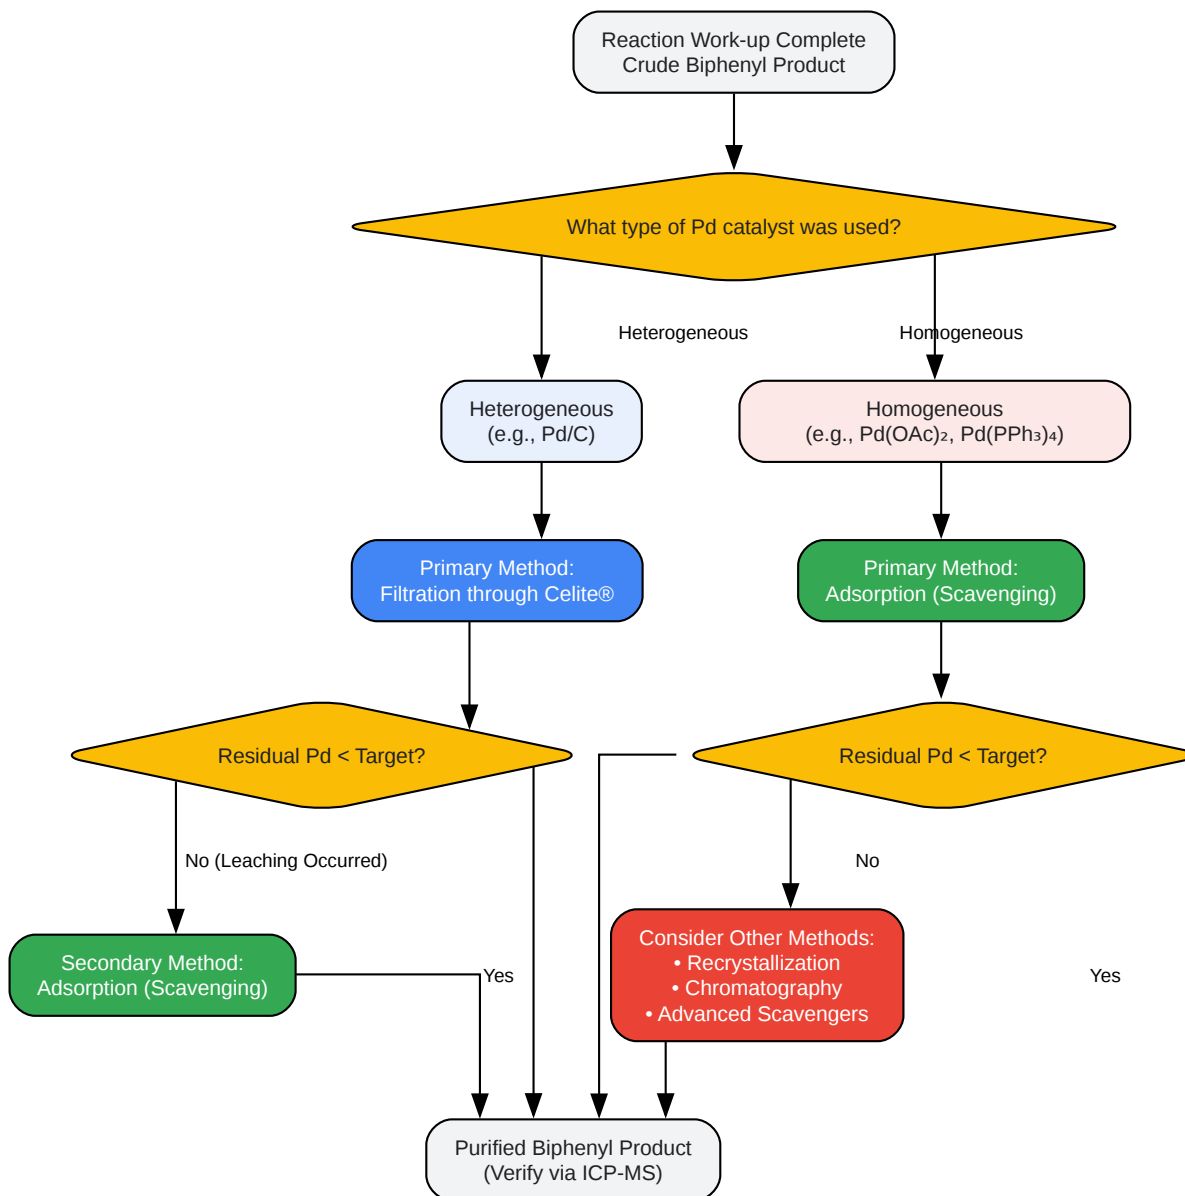 Reaction Work-up Complete
Crude Biphenyl Product
What type of Pd catalyst was used?
Heterogeneous
Homogeneous
Heterogeneous
(e.g., Pd/C)
Homogeneous
(e.g., Pd(OAc)₂, Pd(PPh₃)₄)
Primary Method:
Filtration through Celite®
Primary Method:
Adsorption (Scavenging)
Residual Pd < Target?
Residual Pd < Target?
No (Leaching Occurred)
No
Secondary Method:
Adsorption (Scavenging)
Yes
Consider Other Methods:
• Recrystallization
• Chromatography
• Advanced Scavengers
Yes
Purified Biphenyl Product
(Verify via ICP-MS)